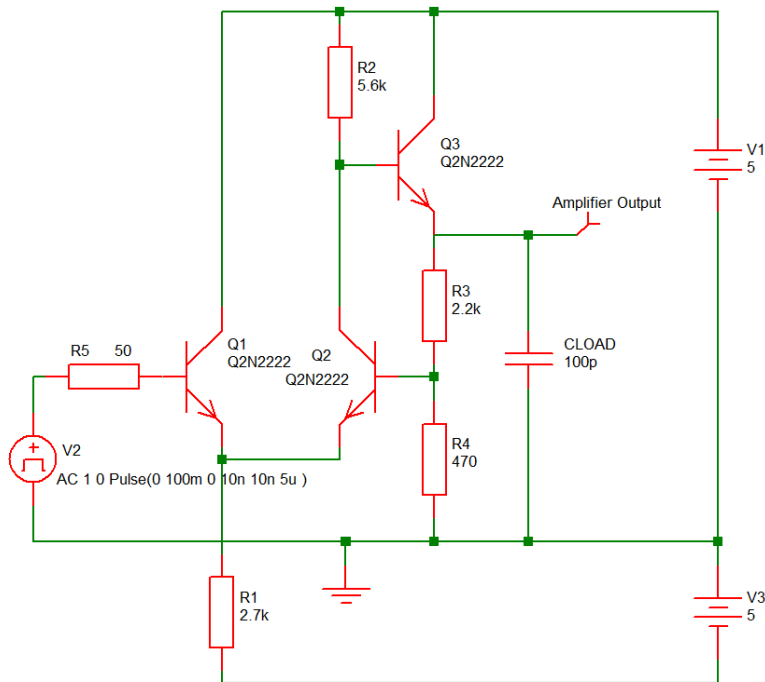 R2
5.6k
Q3
Q2N2222
V1
5
Amplifier Output
R3
2.2k
R5 50
Q1
Q2N2222
Q2
Q2N2222
CLOAD
100p
V2
AC 1 0 Pulse(0 100m 0 10n 10n 5u )
R4
470
R1
2.7k
V3
5